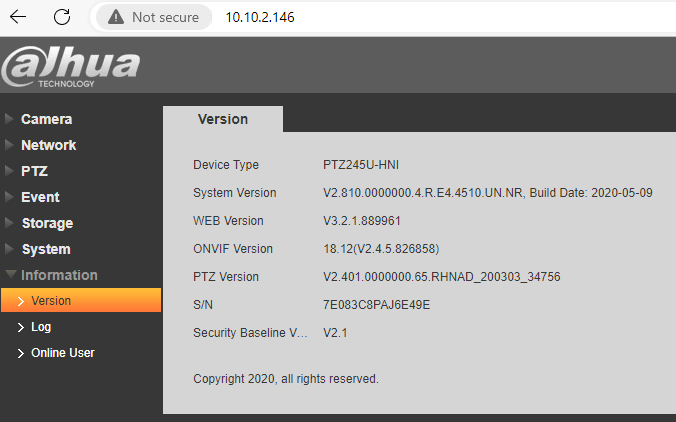 Not secure 10.10.2.146
alhua
TECHNOLOGY
Camera
Network
PTZ
Event
Storage
System
Information
Version
Log
Online User
Version
Device Type PTZ245U-HNI
System Version V2.810.0000000.4.R.E4.4510.UN.NR, Build Date: 2020-05-09
WEB Version V3.2.1.889961
ONVIF Version 18.12(V2.4.5.826858)
PTZ Version V2.401.0000000.65.RHNAD_200303_34756
S/N 7E083C8PAJ6E49E
Security Baseline V... V2.1
Copyright 2020, all rights reserved.